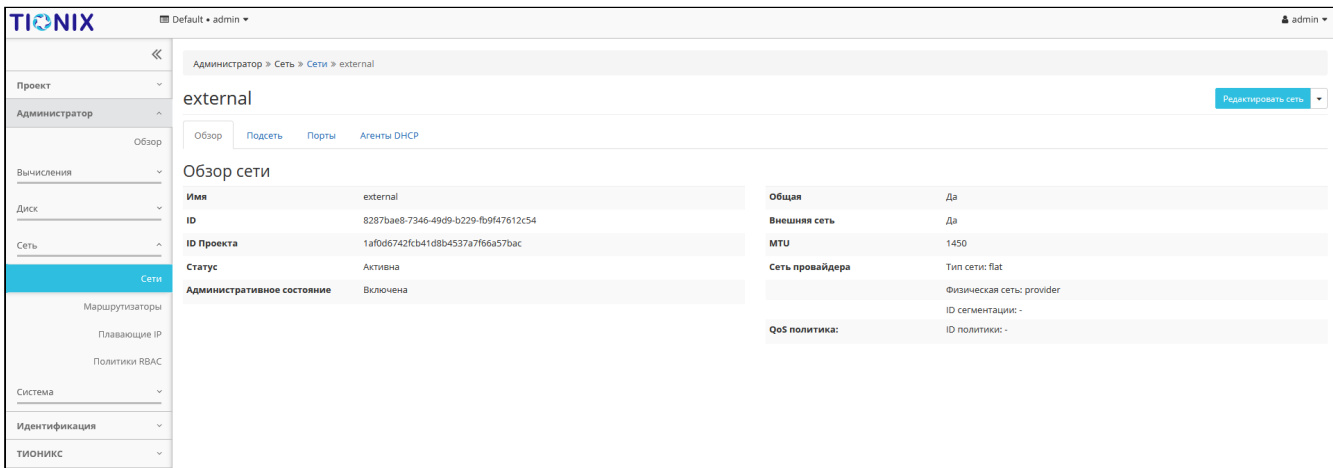 TIONIX
Default • admin
admin
Администратор » Сеть » Сети » external
Проект
Администратор
Обзор
Вычисления
Диск
Сеть
Сети
Маршрутизаторы
Плавающие IP
Политики RBAC
Система
Идентификация
ТИОНИКС
external
Редактировать сеть
Обзор Подсеть Порты Агенты DHCP
Обзор сети
Имя external
ID 8287bae8-7346-49d9-b229-fb9f47612c54
ID Проекта 1af0d6742fcb41d8b4537a7f66a57bac
Статус Активна
Административное состояние Включена
Общая Да
Внешняя сеть Да
MTU 1450
Сеть провайдера Тип сети: flat
Физическая сеть: provider
ID сегментации: -
QoS политика: ID политики: -